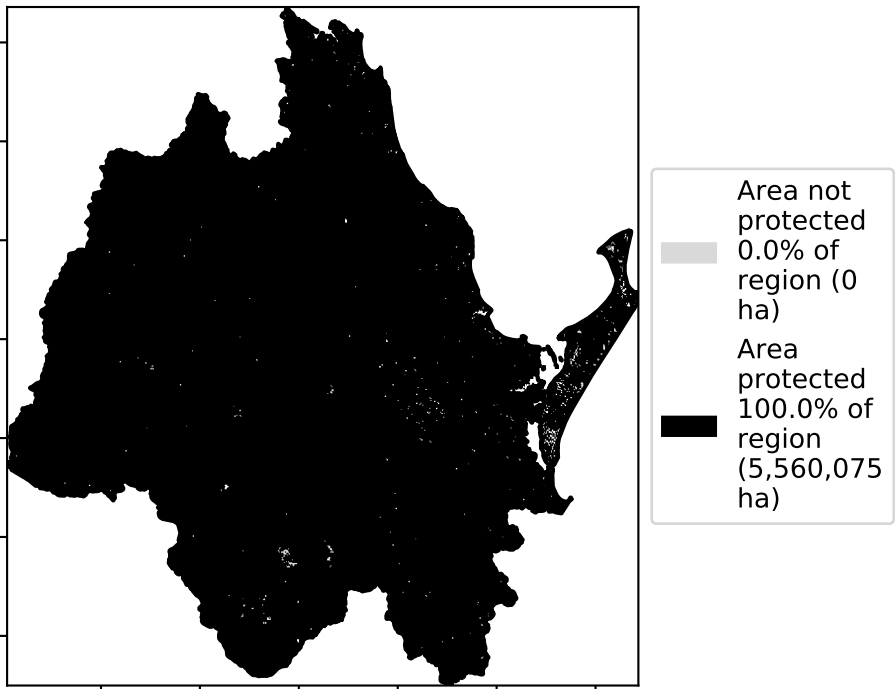 Area not
protected
0.0% of
region (0
ha)
Area
protected
100.0% of
region
(5,560,075
ha)